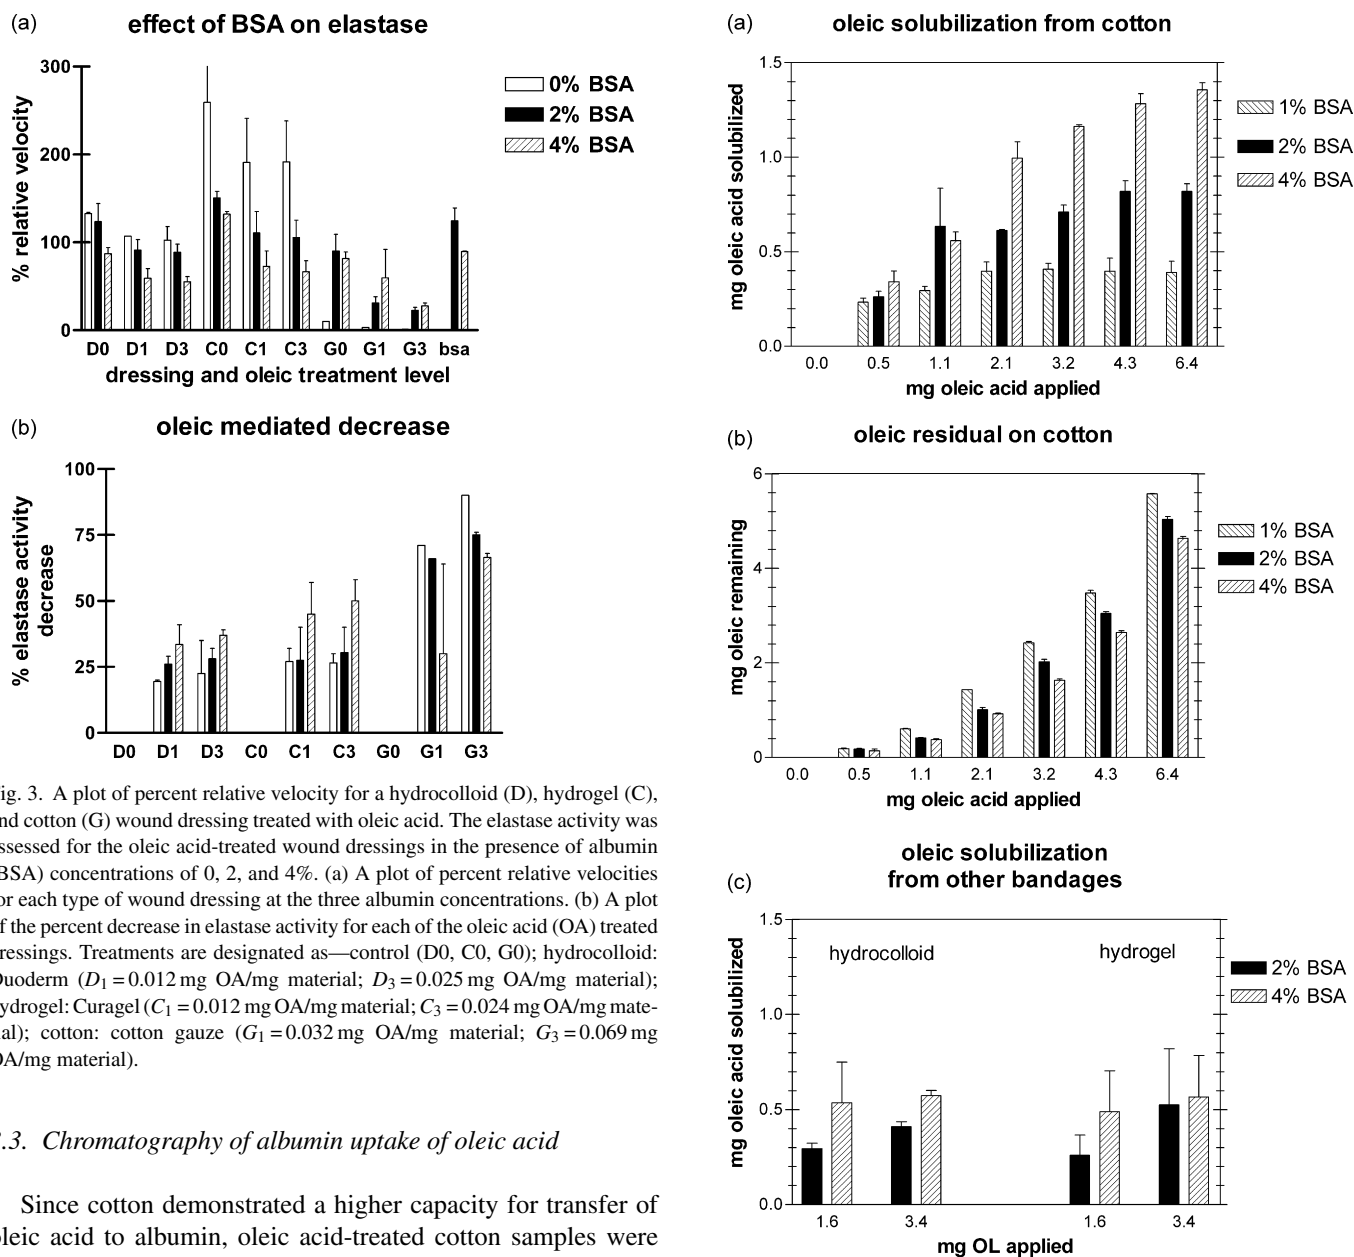 (a)
effect of BSA on elastase
300
200
100
0
% relative velocity
0% BSA
2% BSA
4% BSA
D0 D1 D3 C0 C1 C3 G0 G1 G3 bsa
dressing and oleic treatment level
(b)
oleic mediated decrease
100
75
50
25
0
% elastase activity
decrease
D0 D1 D3 C0 C1 C3 G0 G1 G3
ig. 3. A plot of percent relative velocity for a hydrocolloid (D), hydrogel (C),
nd cotton (G) wound dressing treated with oleic acid. The elastase activity was
ssessed for the oleic acid-treated wound dressings in the presence of albumin
BSA) concentrations of 0, 2, and 4%. (a) A plot of percent relative velocities
or each type of wound dressing at the three albumin concentrations. (b) A plot
f the percent decrease in elastase activity for each of the oleic acid (OA) treated
ressings. Treatments are designated as—control (D0, C0, G0); hydrocolloid:
uoderm (D1 = 0.012 mg OA/mg material; D3 = 0.025 mg OA/mg material);
ydrogel: Curagel (C1 = 0.012 mg OA/mg material; C3 = 0.024 mg OA/mg mate-
ial); cotton: cotton gauze (G1 = 0.032 mg OA/mg material; G3 = 0.069 mg
OA/mg material).
.3. Chromatography of albumin uptake of oleic acid
Since cotton demonstrated a higher capacity for transfer of
oleic acid to albumin, oleic acid-treated cotton samples were
(a)
oleic solubilization from cotton
1.5
1.0
0.5
0.0
mg oleic acid solubilized
1% BSA
2% BSA
4% BSA
0.0 0.5 1.1 2.1 3.2 4.3 6.4
mg oleic acid applied
(b)
oleic residual on cotton
6
4
2
0
mg oleic remaining
1% BSA
2% BSA
4% BSA
0.0 0.5 1.1 2.1 3.2 4.3 6.4
mg oleic acid applied
(c)
oleic solubilization
from other bandages
1.5
1.0
0.5
0.0
mg oleic acid solubilized
hydrocolloid hydrogel
2% BSA
4% BSA
1.6 3.4 1.6 3.4
mg OL applied